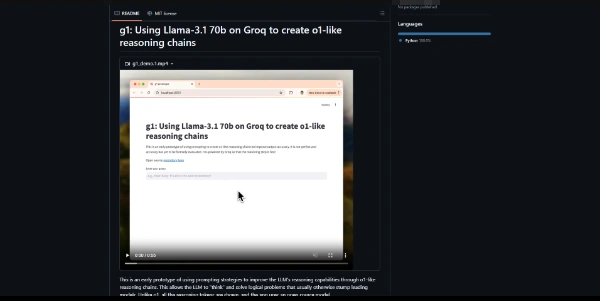 No packages published
README
MIT license
Languages
g1: Using Llama-3.1 70b on Groq to create o1-like
reasoning chains
Python 100.0%
g1_demo.1.mp4
g1: Using Llama-3.1 70b on Groq to create o1-like
reasoning chains
0:00 / 0:05
This is an early prototype of using prompting strategies to improve the LLM's reasoning capabilities through o1-like
reasoning chains. This allows the LLM to "think" and solve logical problems that usually otherwise stump leading
models. Unlike o1, all the reasoning tokens are shown, and the app uses an open source model.